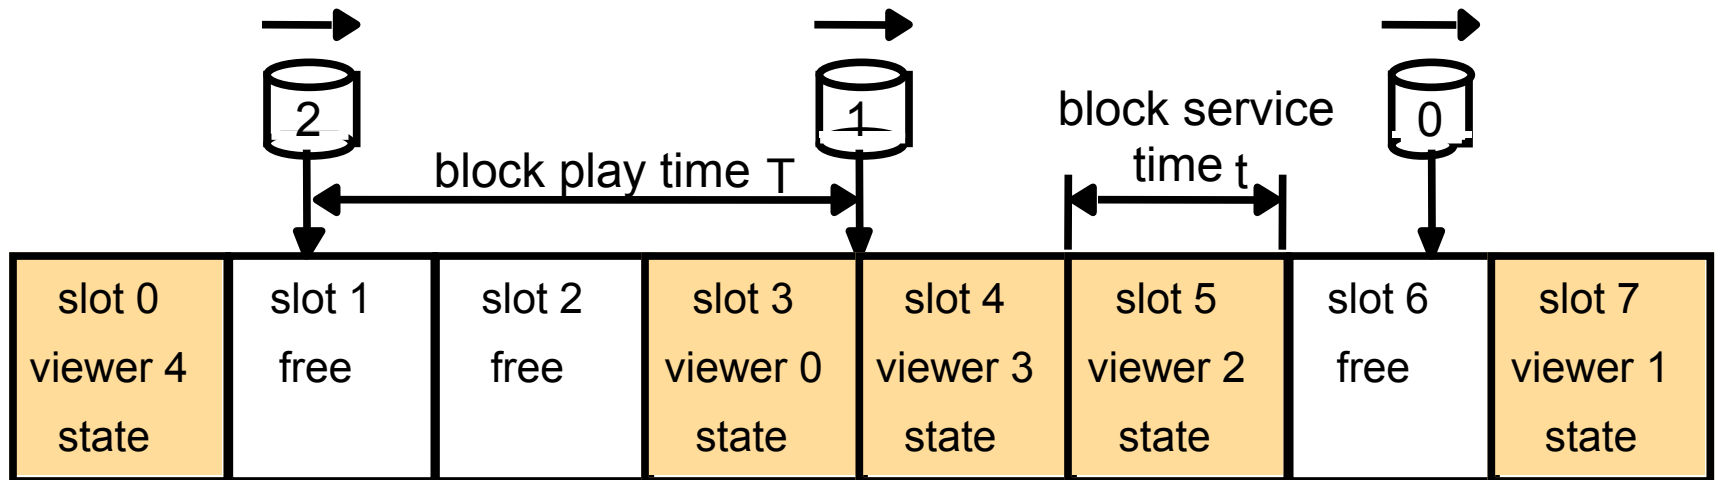 2
1
0
block service
time t
block play time T
slot 0
viewer 4
state
slot 1
free
slot 2
free
slot 3
viewer 0
state
slot 4
viewer 3
state
slot 5
viewer 2
state
slot 6
free
slot 7
viewer 1
state